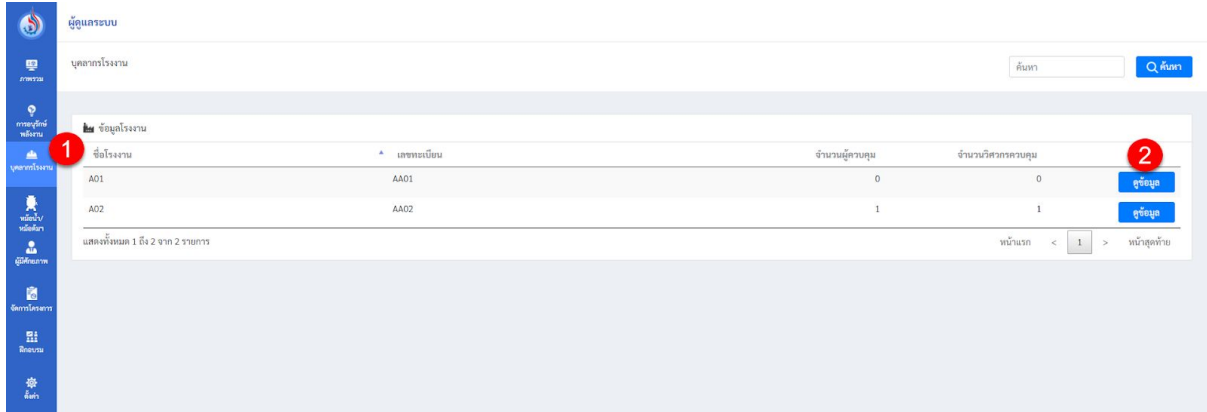 ผู้ดูแลระบบ
บุคลากรโรงงาน
ค้นหา
ค้นหา
ภาพรวม
การอนุรักษ์
พลังงาน
บุคลากรโรงงาน
หม้อน้ำ/
หม้อต้มฯ
ผู้มีศักยภาพ
จัดการโครงการ
ฝึกอบรม
ตั้งค่า
1
ข้อมูลโรงงาน
ชื่อโรงงาน เลขทะเบียน จำนวนผู้ควบคุม จำนวนวิศวกรควบคุม
2
A01 AA01 0 0 ดูข้อมูล
A02 AA02 1 1 ดูข้อมูล
แสดงทั้งหมด 1 ถึง 2 จาก 2 รายการ
หน้าแรก < 1 > หน้าสุดท้าย